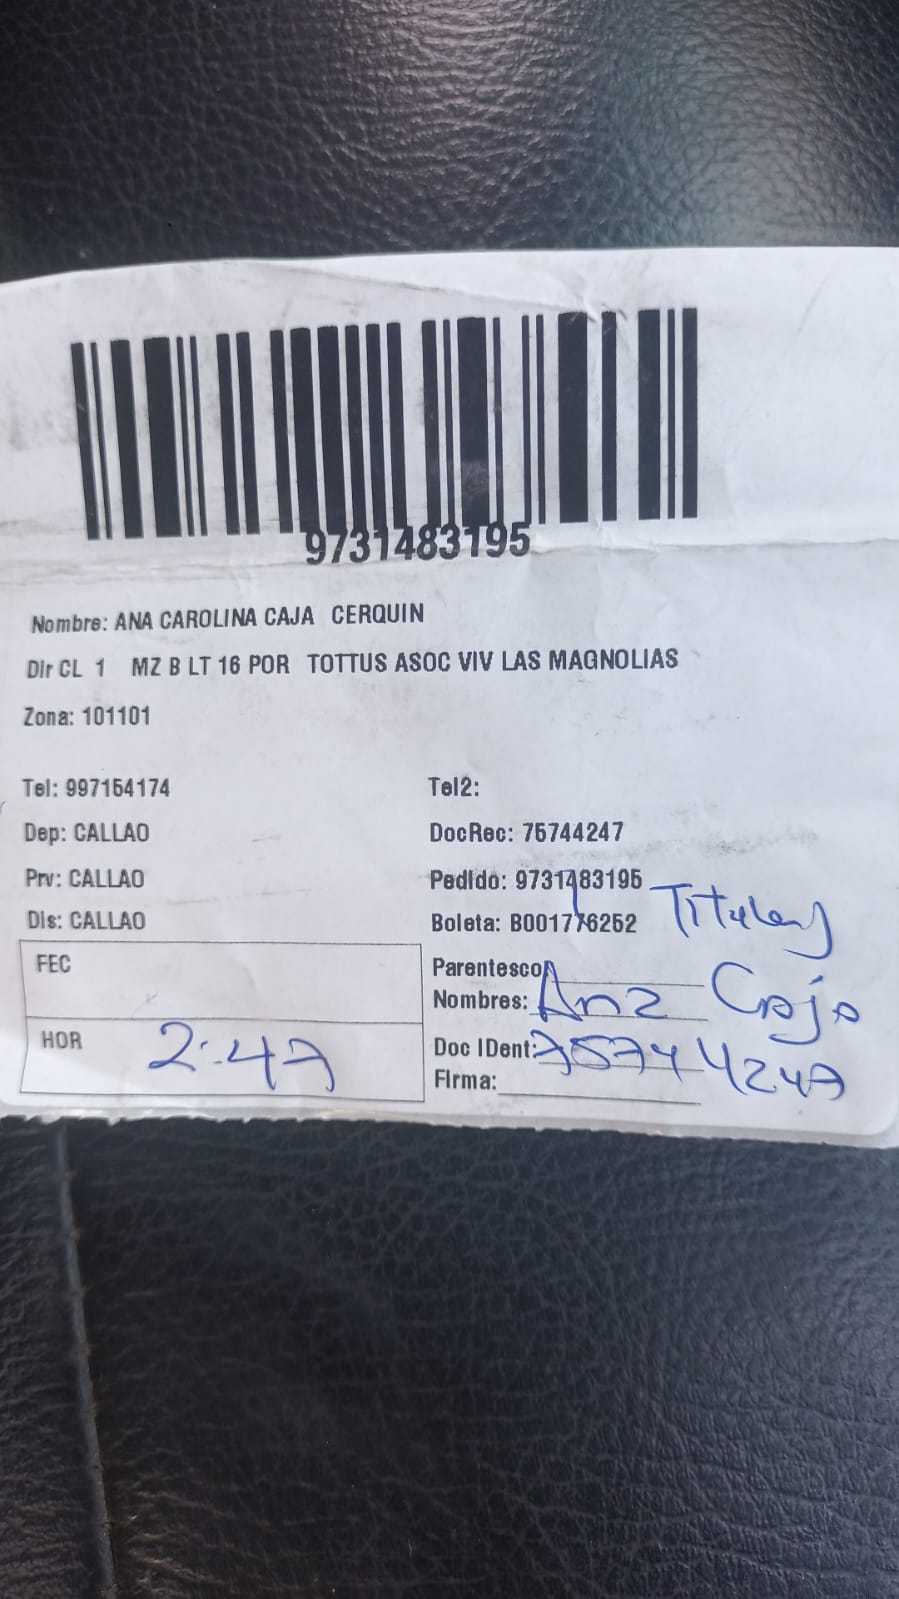 9731483195
Nombre: ANA CAROLINA CAJA CERQUIN
Dir CL 1 MZ B LT 16 POR TOTTUS ASOC VIV LAS MAGNOLIAS
Zona: 101101
Tel: 997154174 Tel2:
Dep: CALLAO DocRec: 75744247
Prv: CALLAO Pedido: 9731483195
Dis: CALLAO Boleta: B001776252 Titular
FEC Parentesco
Nombres: Ana Caja
HOR 2:47 Doc IDent: 75744247
Firma: